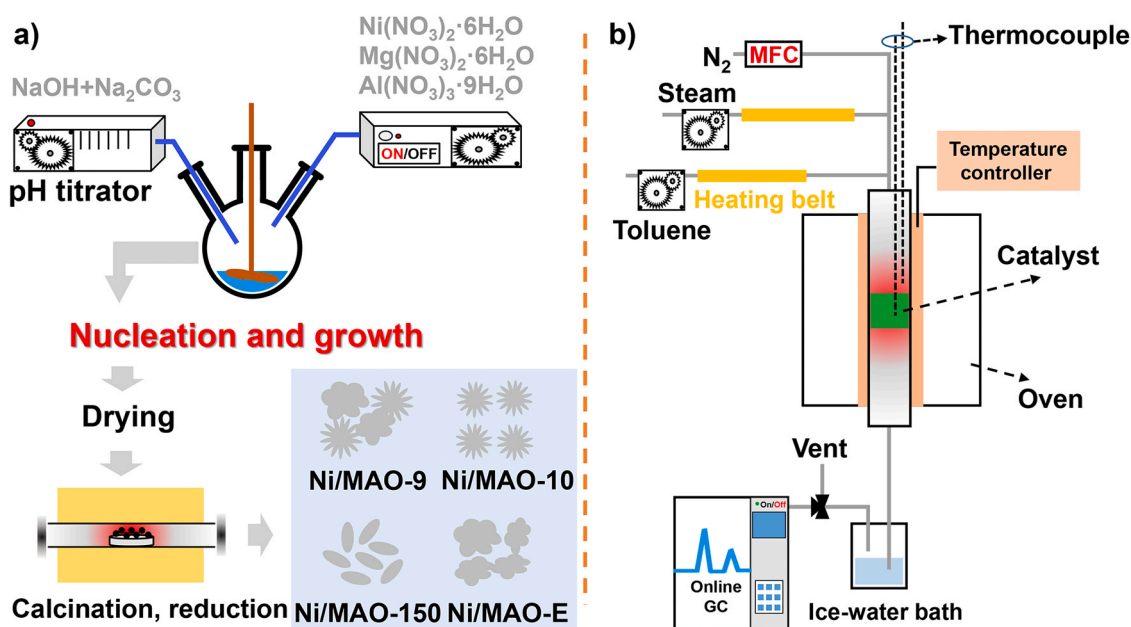 a)
Ni(NO₃)₂·6H₂O
Mg(NO₃)₂·6H₂O
Al(NO₃)₃·9H₂O
NaOH+Na₂CO₃
ON/OFF
pH titrator
Nucleation and growth
Drying
Calcination, reduction
Ni/MAO-9
Ni/MAO-10
Ni/MAO-150
Ni/MAO-E
b)
Thermocouple
N₂
MFC
Steam
Temperature
controller
Heating belt
Toluene
Catalyst
Oven
Vent
On/Off
Online
GC
Ice-water bath